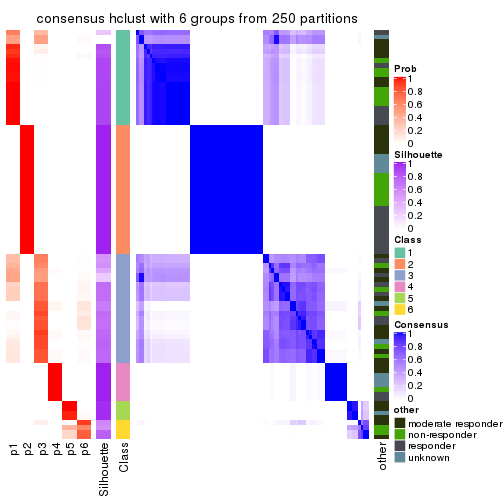 consensus hclust with 6 groups from 250 partitions
Prob
1
0.8
0.6
0.4
0.2
0
Silhouette
1
0.8
0.6
0.4
0.2
0
Class
1
2
3
4
5
6
Consensus
1
0.8
0.6
0.4
0.2
0
other
moderate responder
non-responder
responder
unknown
p1
p2
p3
p4
p5
p6
Silhouette
Class
other